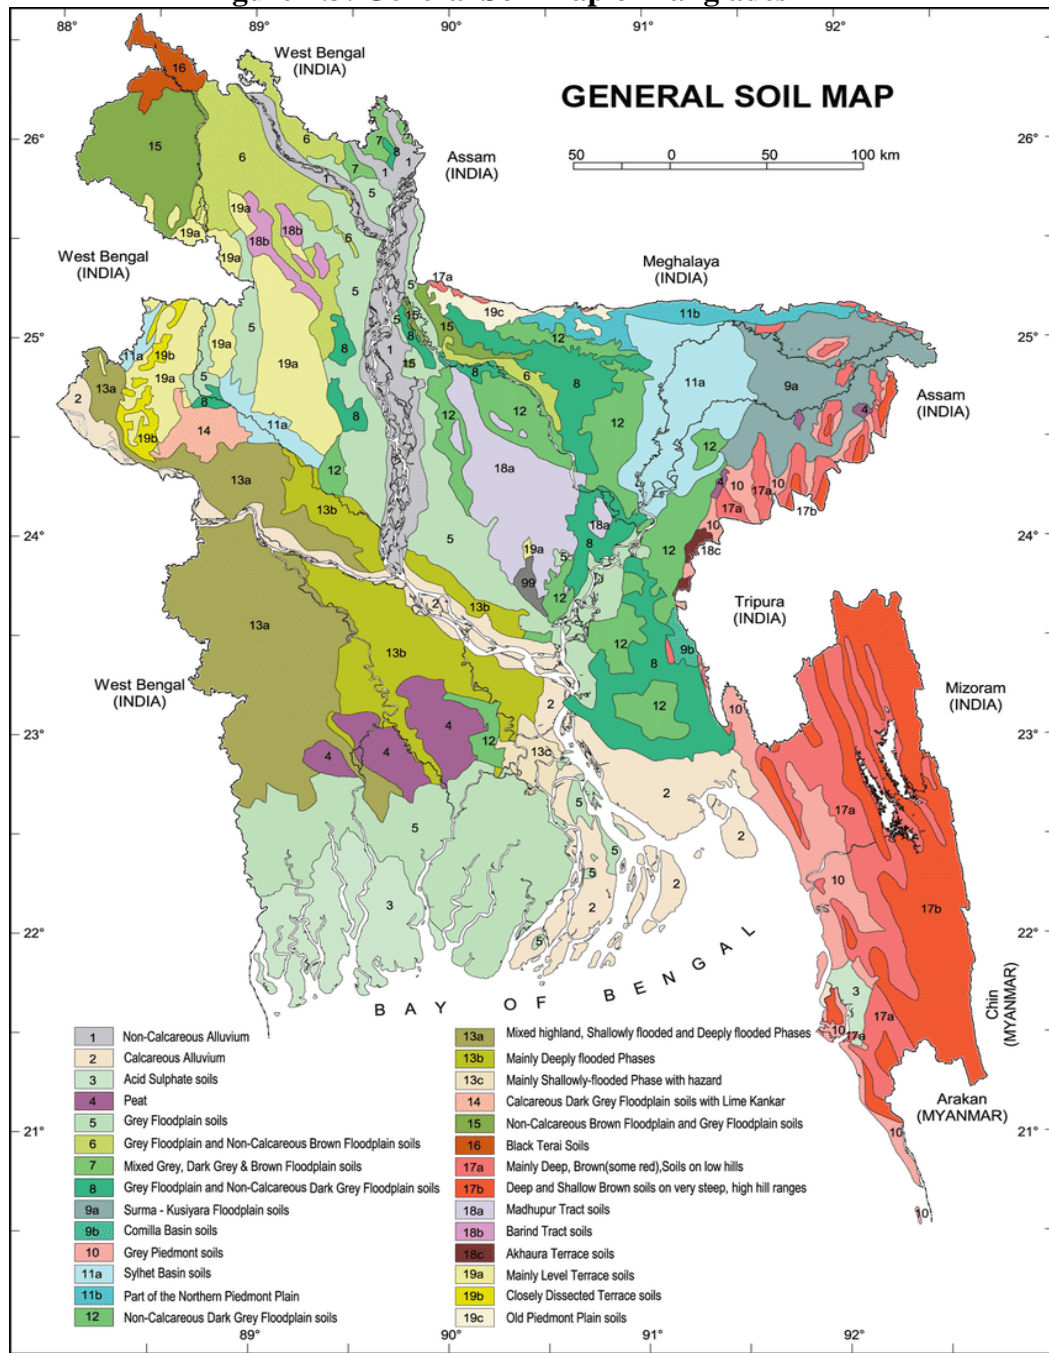 88°
89°
90°
91°
92°
West Bengal
(INDIA)
GENERAL SOIL MAP
50 0 50 100 km
Assam
(INDIA)
26°
26°
West Bengal
(INDIA)
Meghalaya
(INDIA)
25°
25°
Assam
(INDIA)
24°
24°
Tripura
(INDIA)
West Bengal
(INDIA)
Mizoram
(INDIA)
23°
23°
22°
22°
BAY OF BENGAL
Chin
(MYANMAR)
Arakan
(MYANMAR)
21°
21°
1 Non-Calcareous Alluvium
2 Calcareous Alluvium
3 Acid Sulphate soils
4 Peat
5 Grey Floodplain soils
6 Grey Floodplain and Non-Calcareous Brown Floodplain soils
7 Mixed Grey, Dark Grey & Brown Floodplain soils
8 Grey Floodplain and Non-Calcareous Dark Grey Floodplain soils
9a Surma - Kusiyara Floodplain soils
9b Comilla Basin soils
10 Grey Piedmont soils
11a Sylhet Basin soils
11b Part of the Northern Piedmont Plain
12 Non-Calcareous Dark Grey Floodplain soils
13a Mixed highland, Shallowly flooded and Deeply flooded Phases
13b Mainly Deeply flooded Phases
13c Mainly Shallowly-flooded Phase with hazard
14 Calcareous Dark Grey Floodplain soils with Lime Kankar
15 Non-Calcareous Brown Floodplain and Grey Floodplain soils
16 Black Terai Soils
17a Mainly Deep, Brown(some red),Soils on low hills
17b Deep and Shallow Brown soils on very steep, high hill ranges
18a Madhupur Tract soils
18b Barind Tract soils
18c Akhaura Terrace soils
19a Mainly Level Terrace soils
19b Closely Dissected Terrace soils
19c Old Piedmont Plain soils
89°
90°
91°
92°